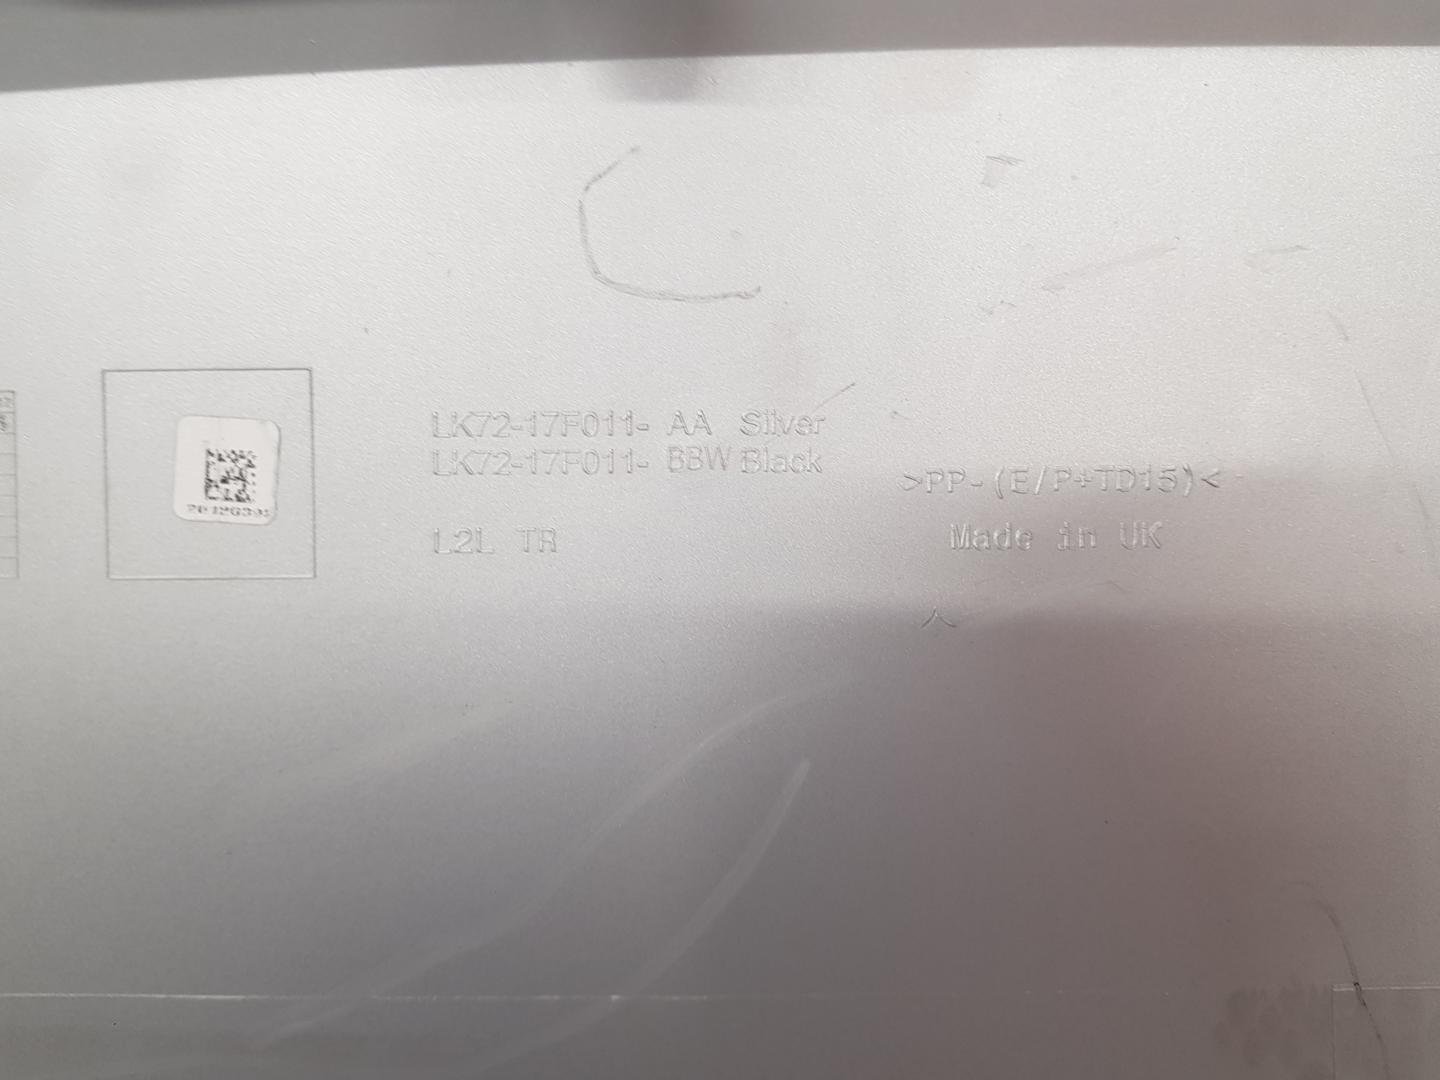 LK72-17F011- AA Silver
LK72-17F011- BBW Black
L2L TR
>PP-(E/P+TD15)<
Made in UK